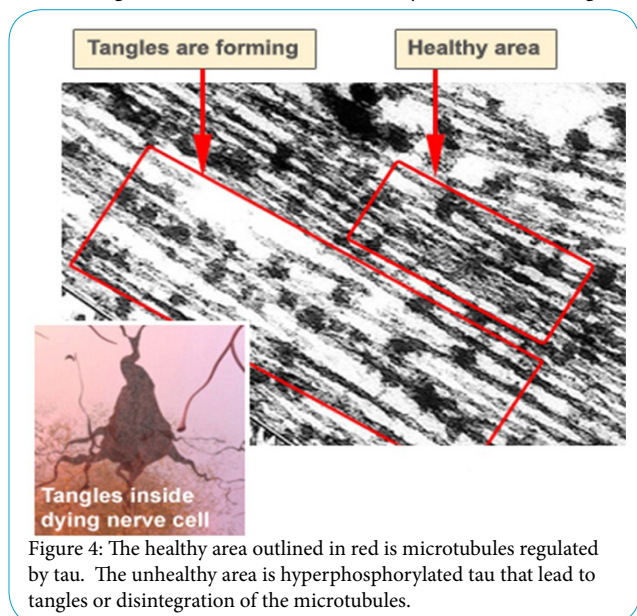 Tangles are forming
Healthy area
Tangles inside
dying nerve cell
Figure 4: The healthy area outlined in red is microtubules regulated
by tau. The unhealthy area is hyperphosphorylated tau that lead to
tangles or disintegration of the microtubules.